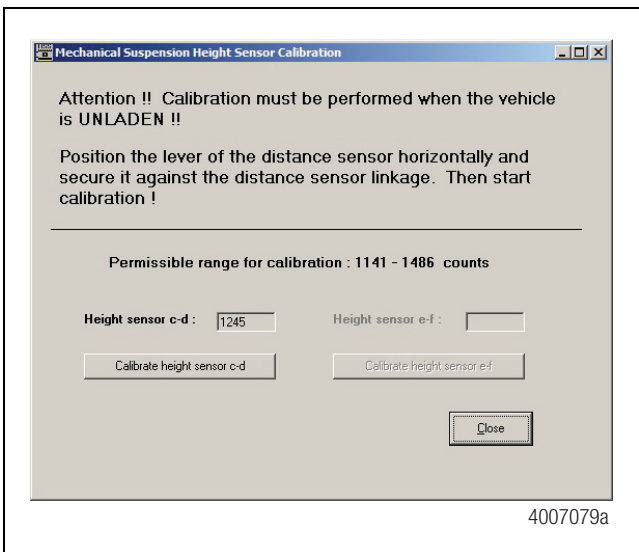 Mechanical Suspension Height Sensor Calibration
Attention !! Calibration must be performed when the vehicle
is UNLADEN !!
Position the lever of the distance sensor horizontally and
secure it against the distance sensor linkage. Then start
calibration !
Permissible range for calibration : 1141 - 1486 counts
Height sensor c-d : 1245 Height sensor e-f :
Calibrate height sensor c-d Calibrate height sensor e-f
Close
4007079a